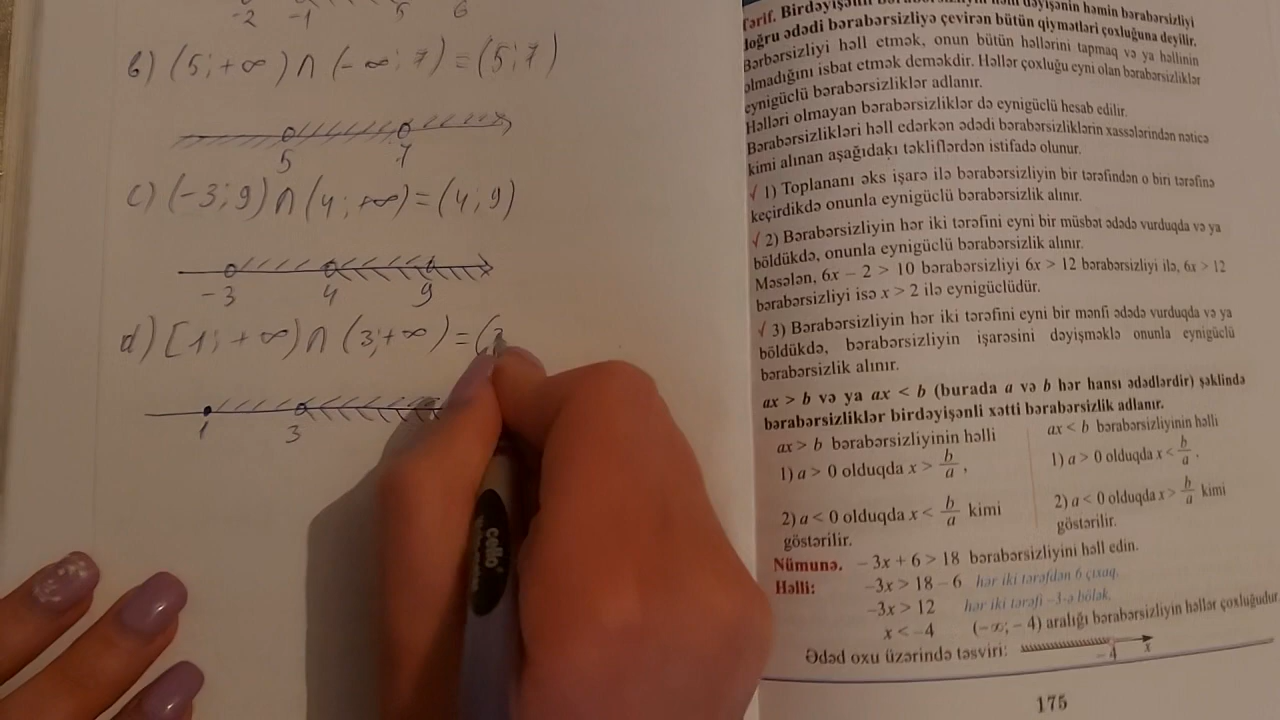 -2 -1 5 6
b) (5; +∞) ∩ (-∞; 7) = (5; 7)
5 7
c) (-3; 9) ∩ (4; +∞) = (4; 9)
-3 4 9
d) [1; +∞) ∩ (3; +∞) = (3
1 3
cello
Tərif. Birdəyişənli
dəyişənin həmin bərabərsizliyi
doğru ədədi bərabərsizliyə çevirən bütün qiymətləri çoxluğuna deyilir.
Bərbərsizliyi həll etmək, onun bütün həllərini tapmaq və ya həllinin
olmadığını isbat etmək deməkdir. Həllər çoxluğu eyni olan bərabərsizliklər
eynigüclü bərabərsizliklər adlanır.
Həlləri olmayan bərabərsizliklər də eynigüclü hesab edilir.
Bərabərsizlikləri həll edərkən ədədi bərabərsizliklərin xassələrindən nəticə
kimi alınan aşağıdakı təkliflərdən istifadə olunur.
√ 1) Toplananı əks işarə ilə bərabərsizliyin bir tərəfindən o biri tərəfinə
keçirdikdə onunla eynigüclü bərabərsizlik alınır.
√ 2) Bərabərsizliyin hər iki tərəfini eyni bir müsbət ədədə vurduqda və ya
böldükdə, onunla eynigüclü bərabərsizlik alınır.
Məsələn, 6x − 2 > 10 bərabərsizliyi 6x > 12 bərabərsizliyi ilə, 6x > 12
bərabərsizliyi isə x > 2 ilə eynigüclüdür.
√ 3) Bərabərsizliyin hər iki tərəfini eyni bir mənfi ədədə vurduqda və ya
böldükdə, bərabərsizliyin işarəsini dəyişməklə onunla eynigüclü
bərabərsizlik alınır.
ax > b və ya ax < b (burada a və b hər hansı ədədlərdir) şəklində
bərabərsizliklər birdəyişənli xətti bərabərsizlik adlanır.
ax > b bərabərsizliyinin həlli
1) a > 0 olduqda x > b/a ,
2) a < 0 olduqda x < b/a kimi
göstərilir.
ax < b bərabərsizliyinin həlli
1) a > 0 olduqda x < b/a .
2) a < 0 olduqda x > b/a kimi
göstərilir.
Nümunə. − 3x + 6 > 18 bərabərsizliyini həll edin.
Həlli: −3x > 18 − 6 hər iki tərəfdən 6 çıxaq.
−3x > 12 hər iki tərəfi −3-ə bölək.
x < −4 (−∞; − 4) aralığı bərabərsizliyin həllər çoxluğudur
Ədəd oxu üzərində təsviri: −4 x
175